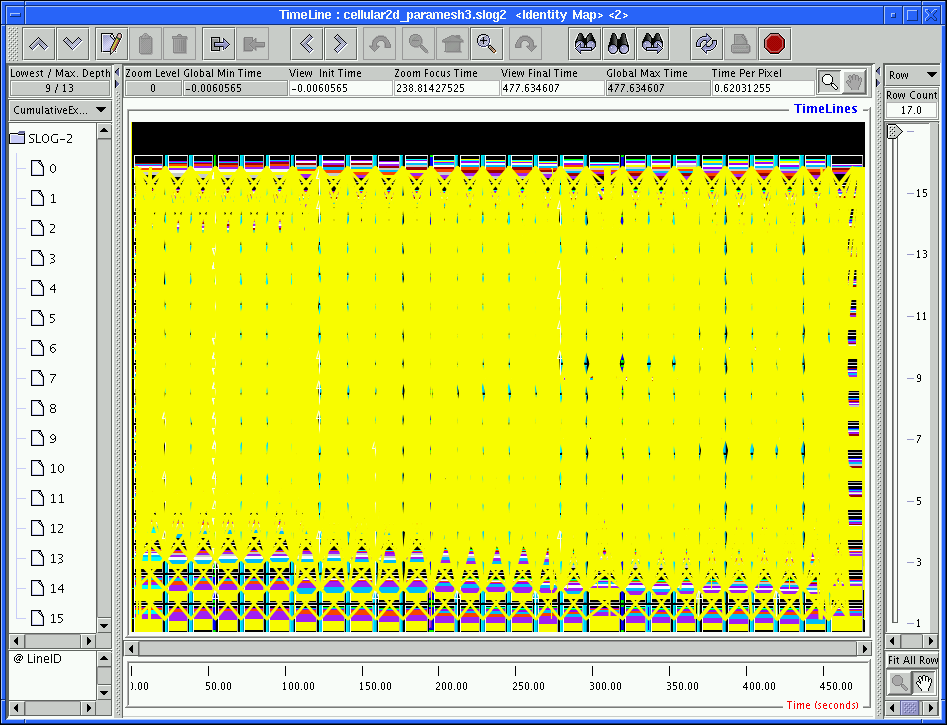 TimeLine : cellular2d_paramesh3.slog2 <Identity Map> <2>
Lowest / Max. Depth
9 / 13
Zoom Level Global Min Time View Init Time Zoom Focus Time View Final Time Global Max Time Time Per Pixel
0 -0.0060565 -0.0060565 238.81427525 477.634607 477.634607 0.62031255
Row
Row Count
17.0
CumulativeEx...
TimeLines
SLOG-2
0
1
2
3
4
5
6
7
8
9
10
11
12
13
14
15
15
13
11
9
7
5
3
1
@ LineID
Fit All Row
0.00 50.00 100.00 150.00 200.00 250.00 300.00 350.00 400.00 450.00
Time (seconds)